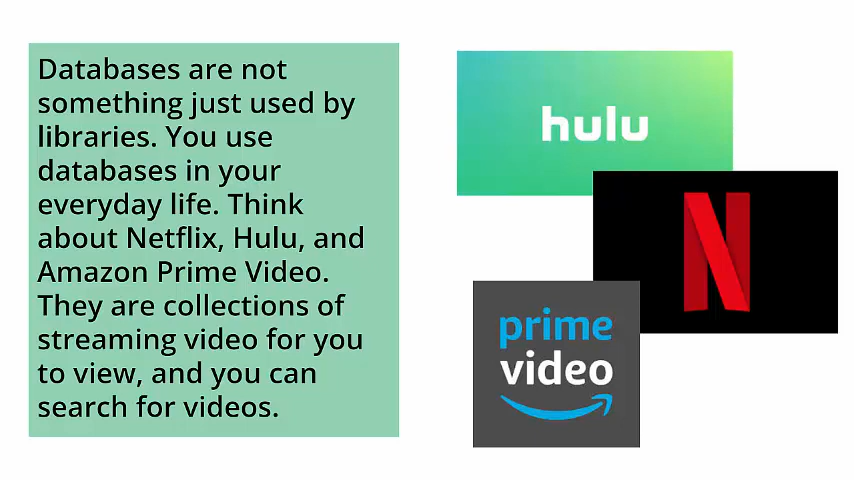 Databases are not
something just used by
libraries. You use
databases in your
everyday life. Think
about Netflix, Hulu, and
Amazon Prime Video.
They are collections of
streaming video for you
to view, and you can
search for videos.
hulu
N
prime
video